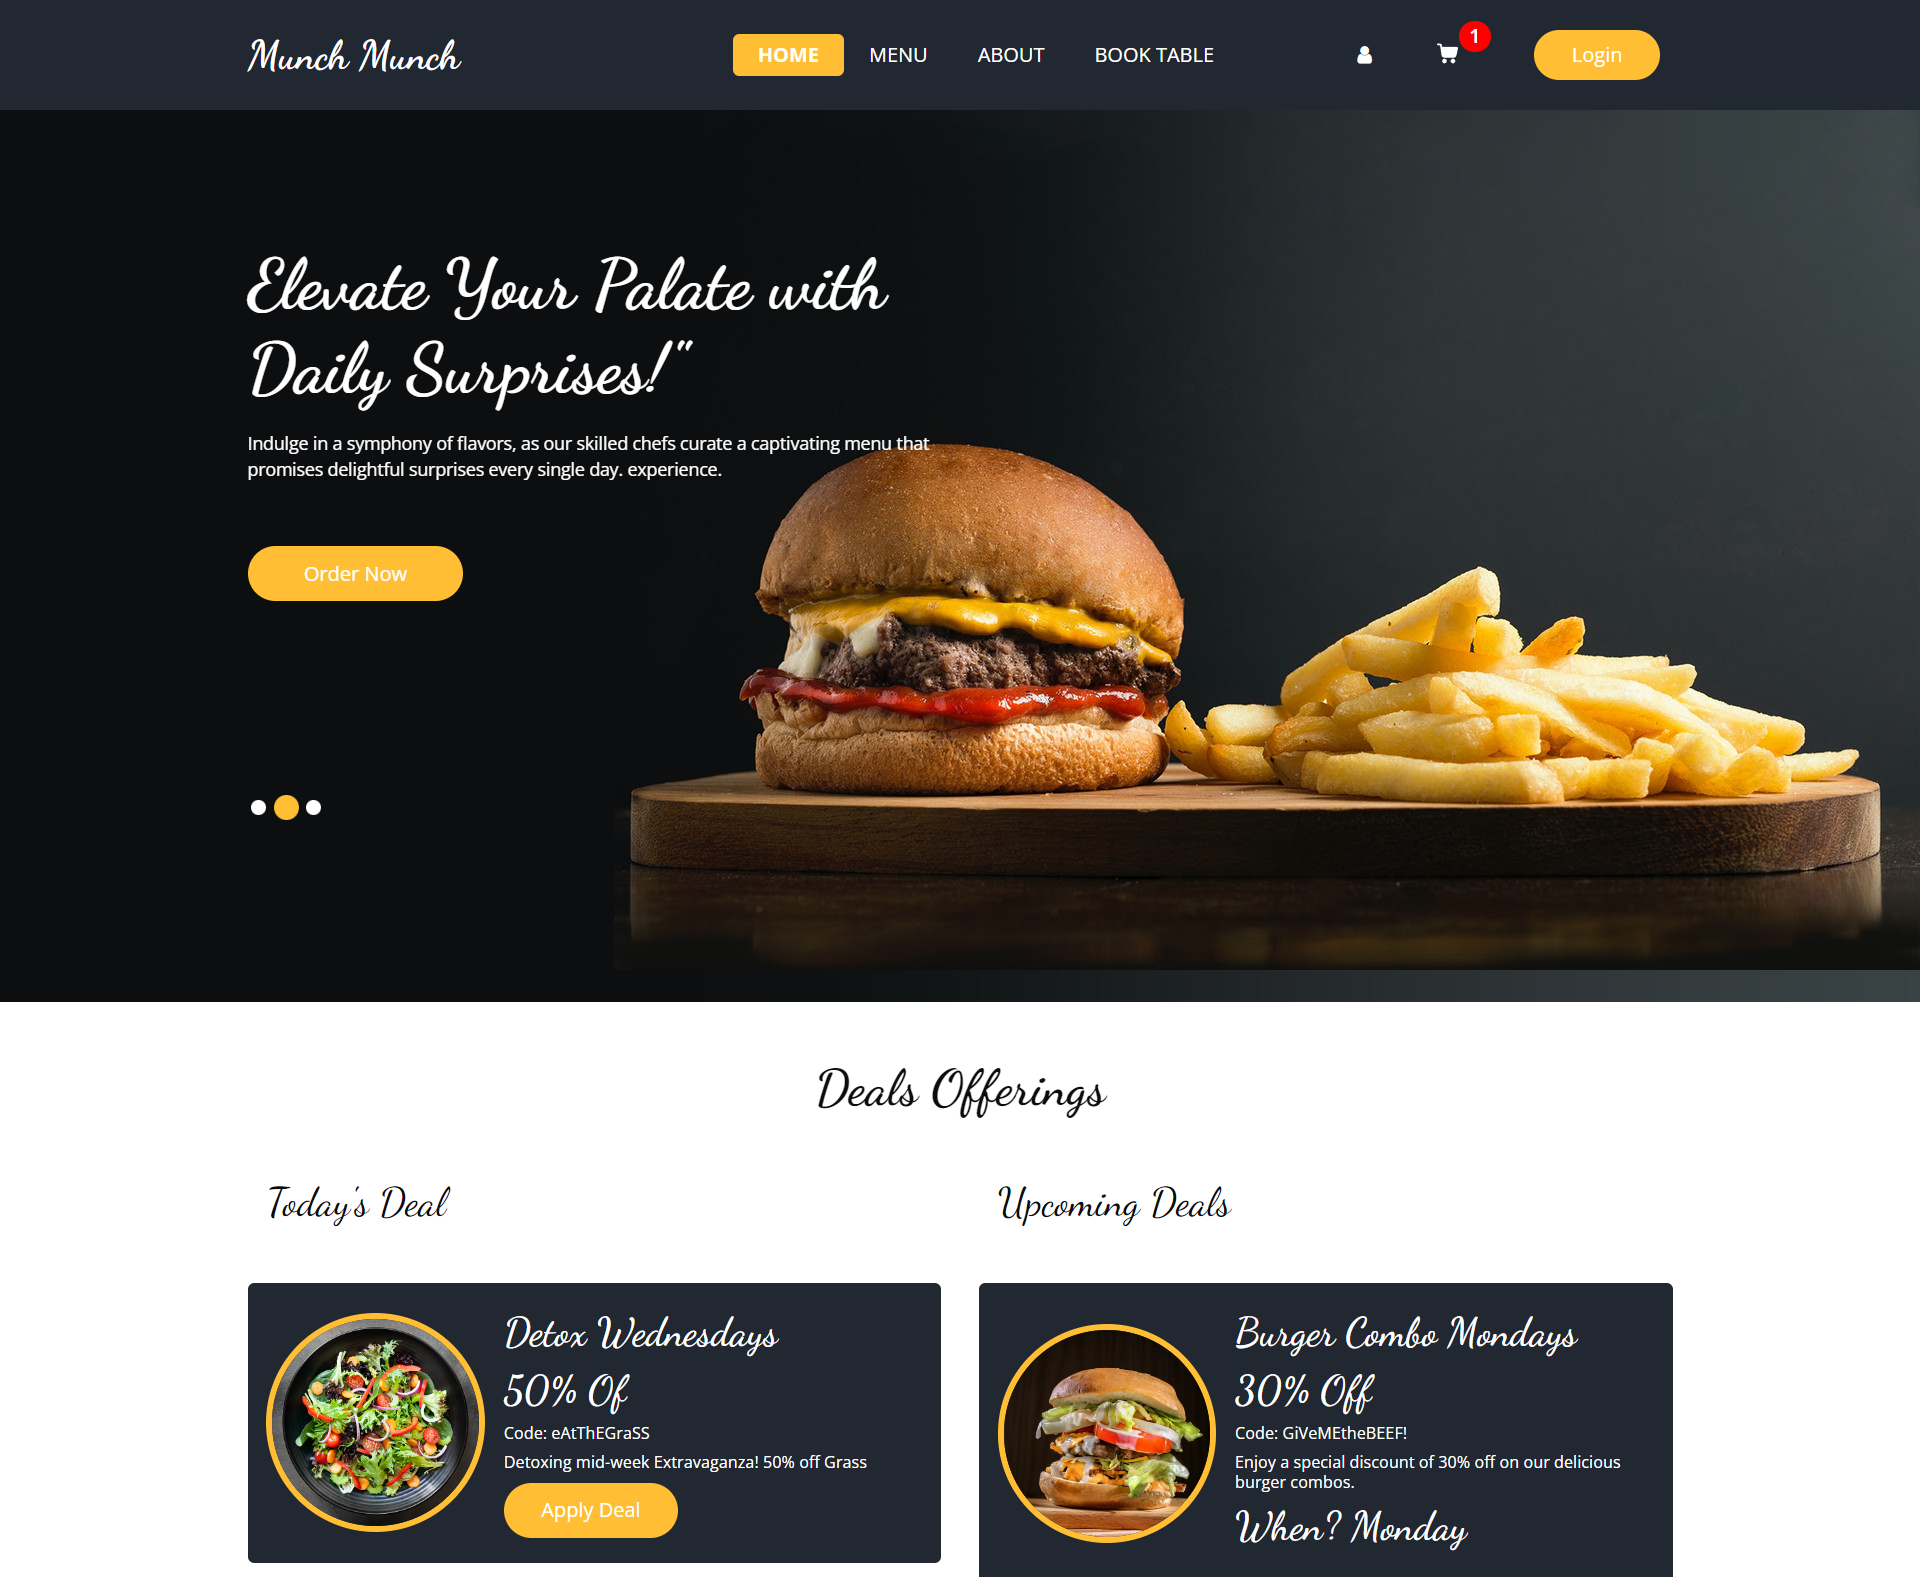 Munch Munch
HOME
MENU
ABOUT
BOOK TABLE
1
Login
Elevate Your Palate with
Daily Surprises!"
Indulge in a symphony of flavors, as our skilled chefs curate a captivating menu that
promises delightful surprises every single day. experience.
Order Now
Deals Offerings
Today's Deal
Detox Wednesdays
50% Of
Code: eAtThEGraSS
Detoxing mid-week Extravaganza! 50% off Grass
Apply Deal
Upcoming Deals
Burger Combo Mondays
30% Off
Code: GiVeMEtheBEEF!
Enjoy a special discount of 30% off on our delicious
burger combos.
When? Monday